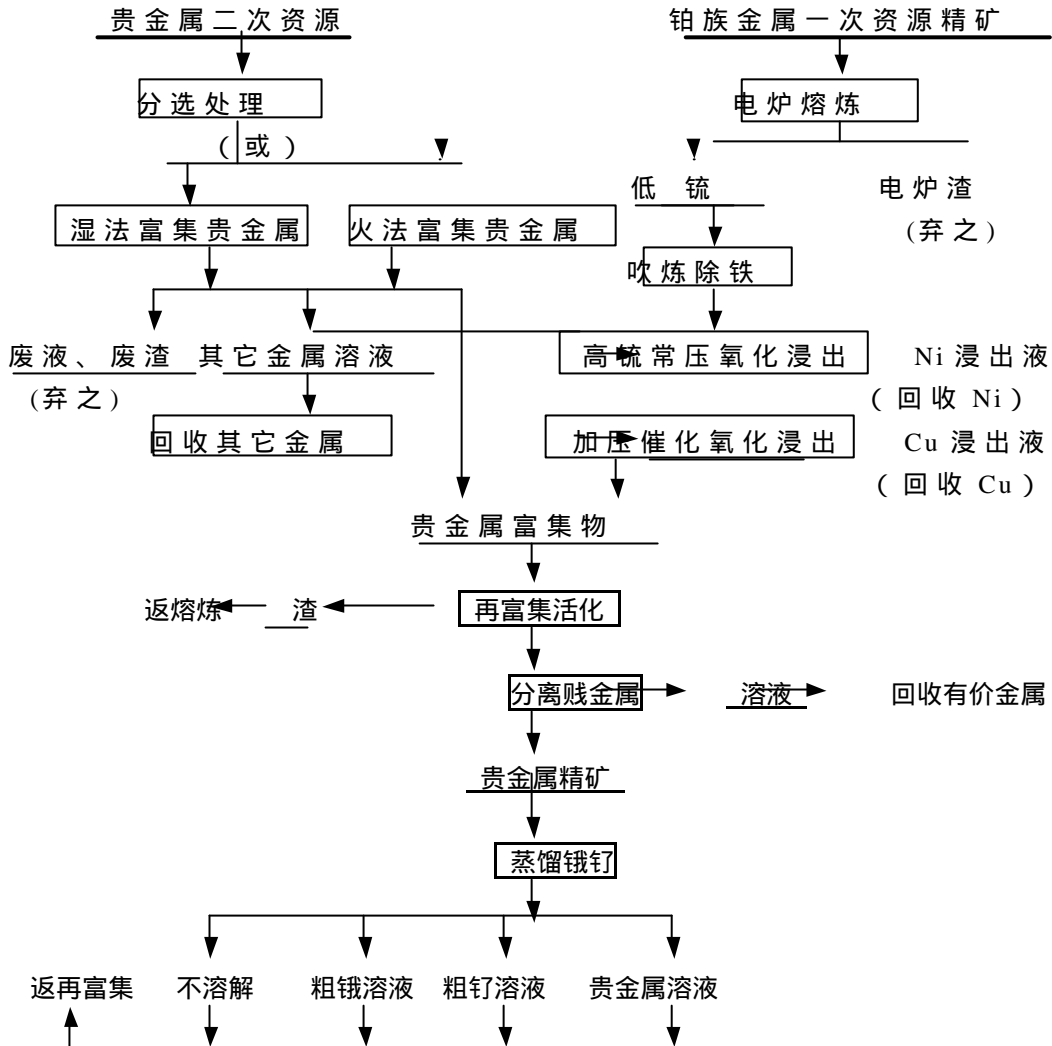 贵金属二次资源 铂族金属一次资源精矿
分选处理 电炉熔炼
(或)
低 锍 电炉渣
湿法富集贵金属 火法富集贵金属 (弃之)
吹炼除铁
废液、废渣 其它金属溶液 高锍常压氧化浸出 Ni 浸出液
(弃之) (回收 Ni)
回收其它金属 加压催化氧化浸出 Cu 浸出液
(回收 Cu)
贵金属富集物
返熔炼 渣 再富集活化
分离贱金属 溶液 回收有价金属
贵金属精矿
蒸馏锇钌
返再富集 不溶解 粗锇溶液 粗钌溶液 贵金属溶液